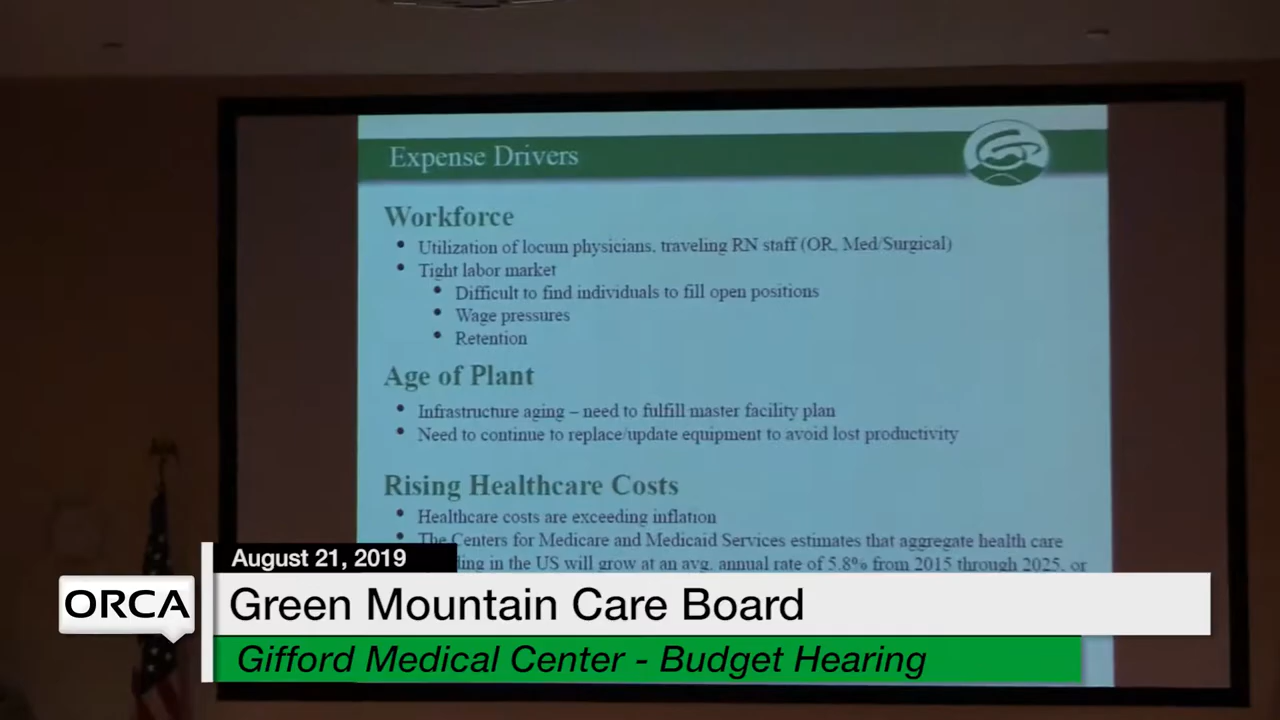 Expense Drivers
Workforce
• Utilization of locum physicians, traveling RN staff (OR, Med/Surgical)
• Tight labor market
• Difficult to find individuals to fill open positions
• Wage pressures
• Retention
Age of Plant
• Infrastructure aging – need to fulfill master facility plan
• Need to continue to replace/update equipment to avoid lost productivity
Rising Healthcare Costs
• Healthcare costs are exceeding inflation
• The Centers for Medicare and Medicaid Services estimates that aggregate health care
in the US will grow at an avg. annual rate of 5.8% from 2015 through 2025, or
August 21, 2019
ORCA
Green Mountain Care Board
Gifford Medical Center - Budget Hearing